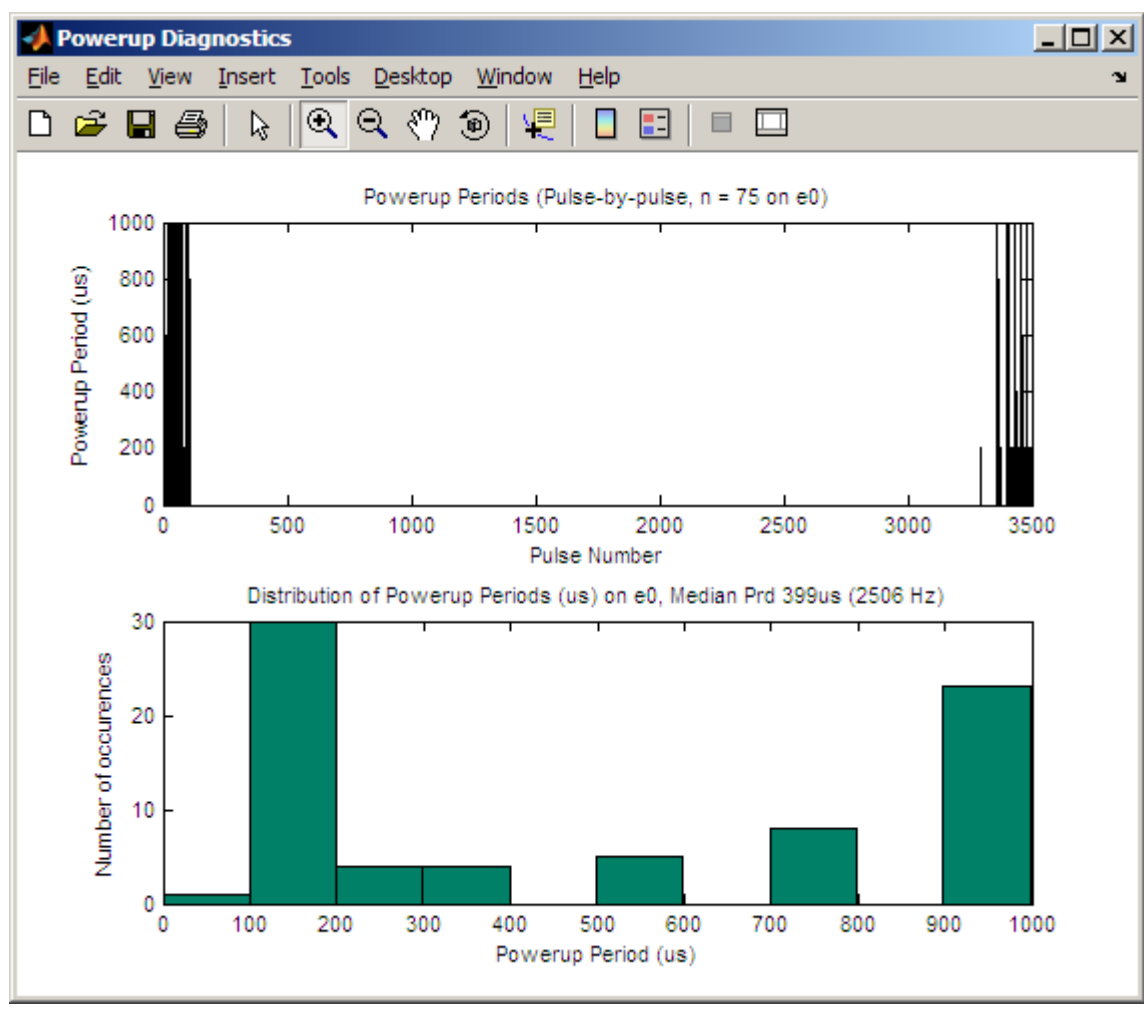 Powerup Diagnostics
File Edit View Insert Tools Desktop Window Help
Powerup Periods (Pulse-by-pulse, n = 75 on e0)
1000
800
600
400
200
0
Powerup Period (us)
0 500 1000 1500 2000 2500 3000 3500
Pulse Number
Distribution of Powerup Periods (us) on e0, Median Prd 399us (2506 Hz)
30
20
10
0
Number of occurences
0 100 200 300 400 500 600 700 800 900 1000
Powerup Period (us)